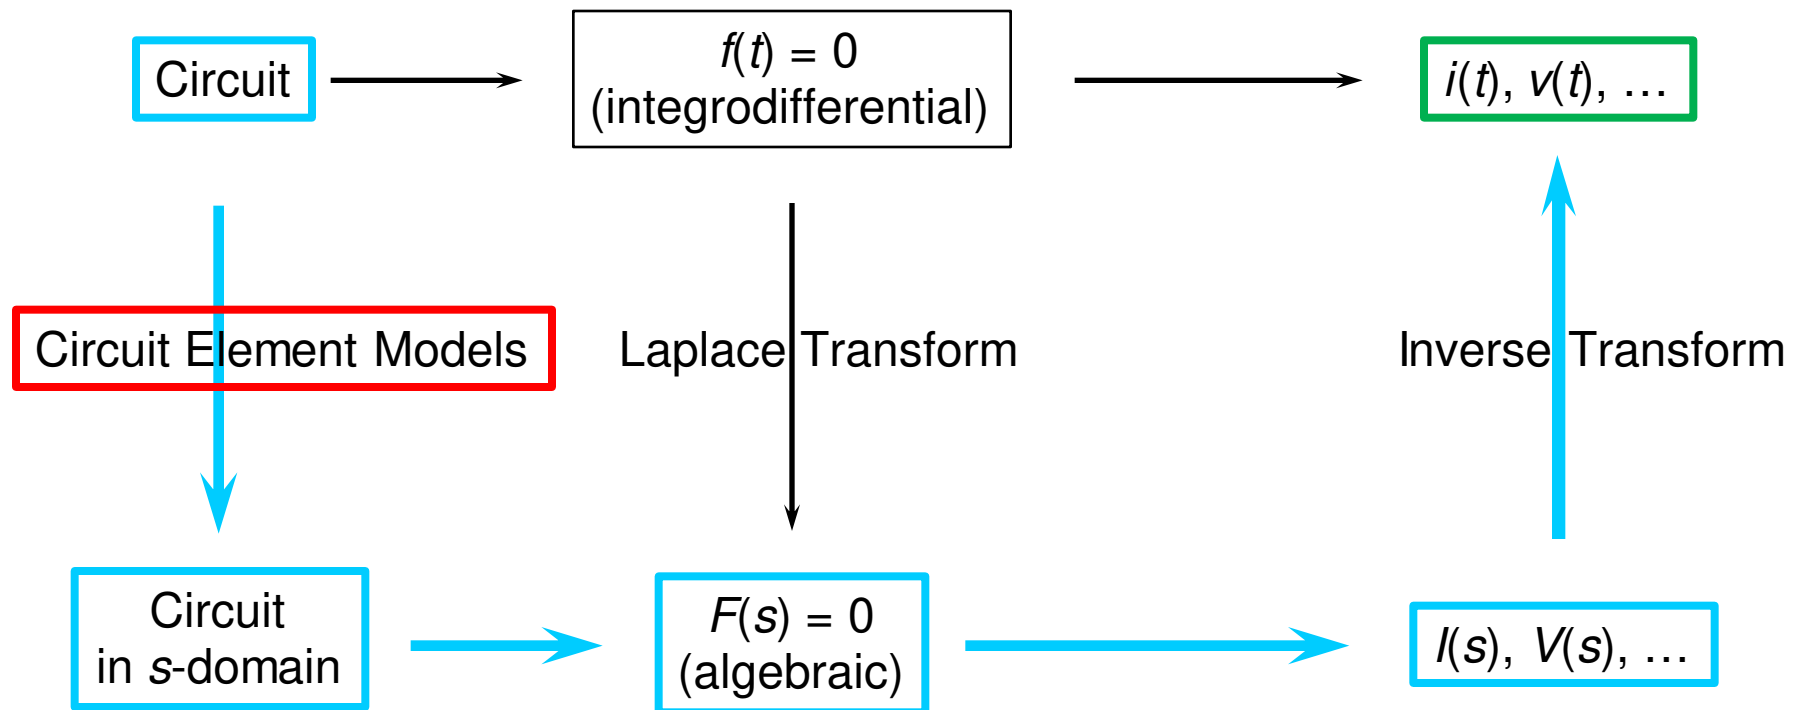 Circuit
f(t) = 0
(integrodifferential)
i(t), v(t), …
Circuit Element Models
Laplace Transform
Inverse Transform
Circuit
in s-domain
F(s) = 0
(algebraic)
I(s), V(s), …